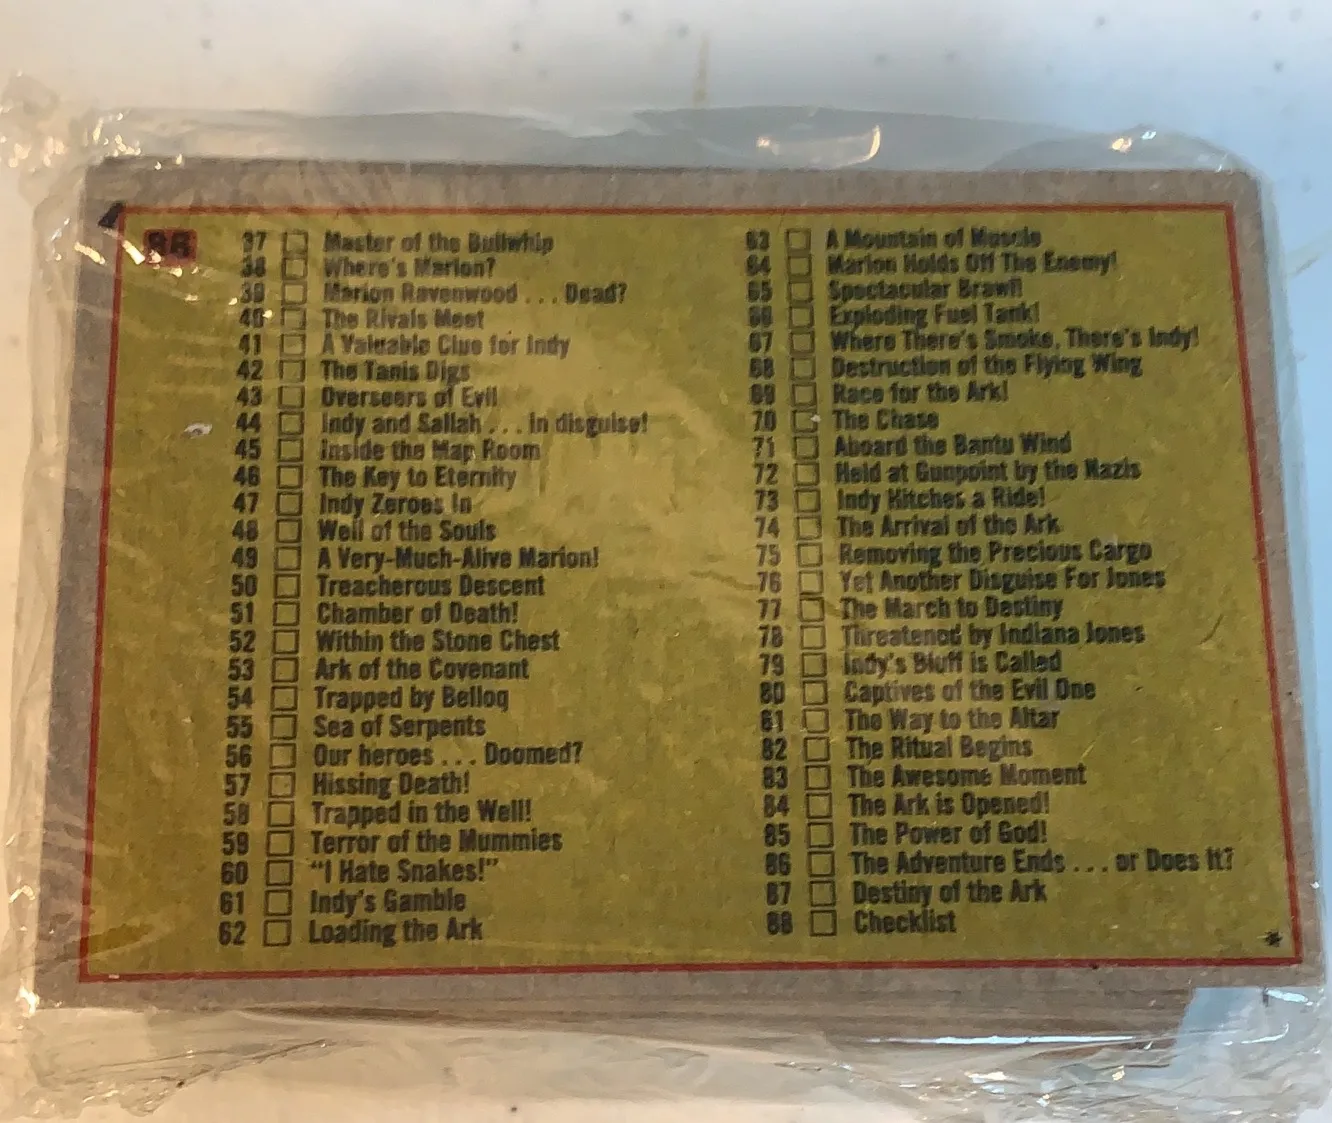 88
37 Master of the Bullwhip
38 Where's Marion?
39 Marion Ravenwood . . . Dead?
40 The Rivals Meet
41 A Valuable Clue for Indy
42 The Tanis Digs
43 Overseers of Evil
44 Indy and Sallah . . . in disguise!
45 Inside the Map Room
46 The Key to Eternity
47 Indy Zeroes In
48 Well of the Souls
49 A Very-Much-Alive Marion!
50 Treacherous Descent
51 Chamber of Death!
52 Within the Stone Chest
53 Ark of the Covenant
54 Trapped by Belloq
55 Sea of Serpents
56 Our heroes . . . Doomed?
57 Hissing Death!
58 Trapped in the Well!
59 Terror of the Mummies
60 "I Hate Snakes!"
61 Indy's Gamble
62 Loading the Ark
63 A Mountain of Muscle
64 Marion Holds Off The Enemy!
65 Spectacular Brawl!
66 Exploding Fuel Tank!
67 Where There's Smoke, There's Indy!
68 Destruction of the Flying Wing
69 Race for the Ark!
70 The Chase
71 Aboard the Bantu Wind
72 Held at Gunpoint by the Nazis
73 Indy Hitches a Ride!
74 The Arrival of the Ark
75 Removing the Precious Cargo
76 Yet Another Disguise For Jones
77 The March to Destiny
78 Threatened by Indiana Jones
79 Indy's Bluff is Called
80 Captives of the Evil One
81 The Way to the Altar
82 The Ritual Begins
83 The Awesome Moment
84 The Ark is Opened!
85 The Power of God!
86 The Adventure Ends . . . or Does It?
87 Destiny of the Ark
88 Checklist
*